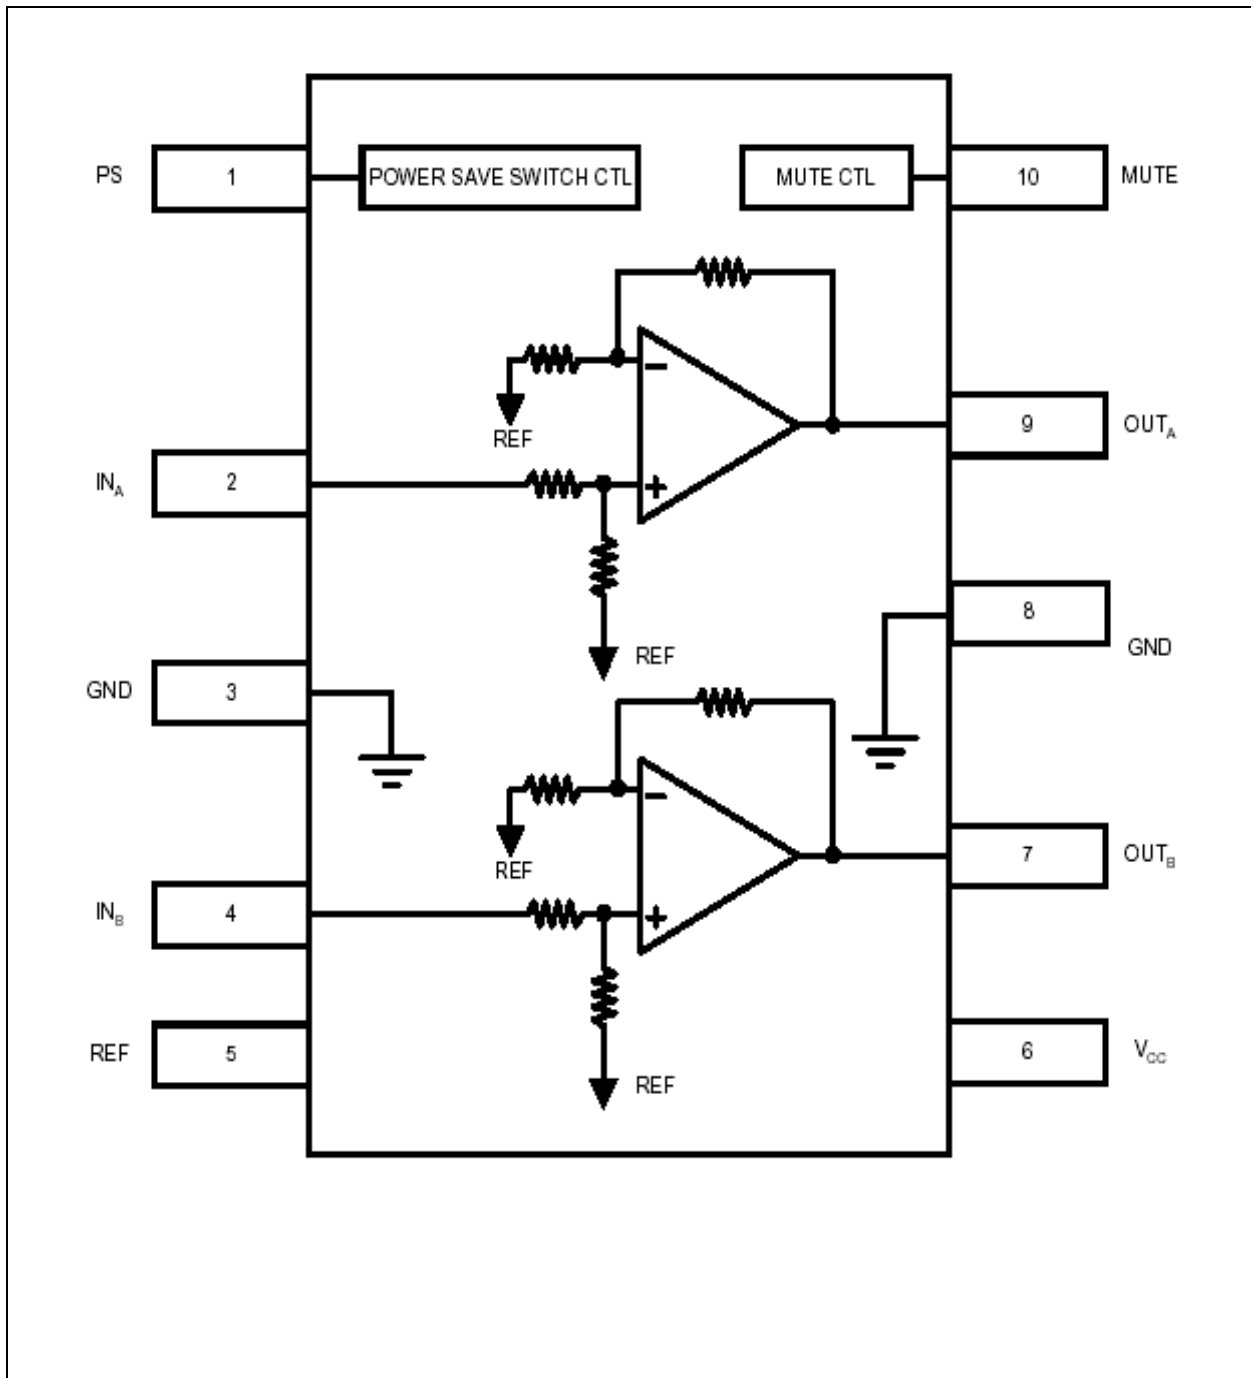 PS 1 POWER SAVE SWITCH CTL MUTE CTL 10 MUTE
−
REF
9 OUTA
INA 2
+
REF
8
GND
GND 3
−
REF
7 OUTB
INB 4
+
REF 5
6 VCC
REF